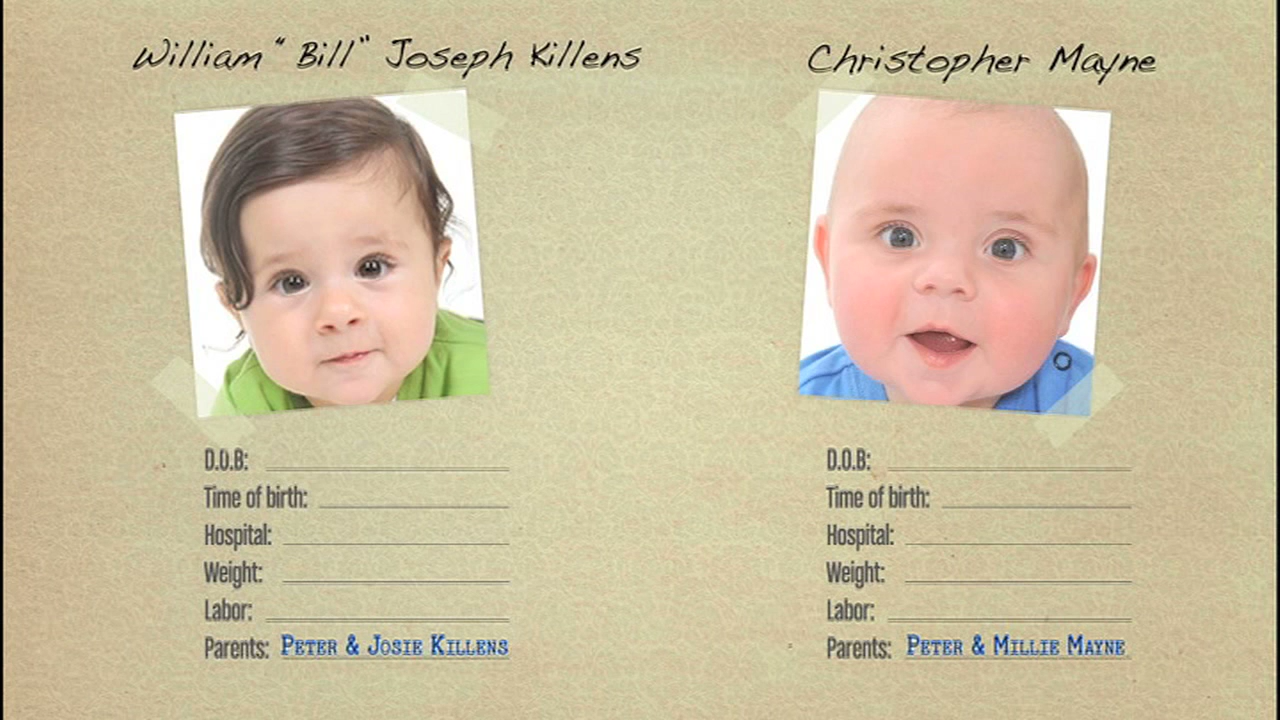 William "Bill" Joseph Killens
D.O.B:
Time of birth:
Hospital:
Weight:
Labor:
Parents: Peter & Josie Killens
Christopher Mayne
D.O.B:
Time of birth:
Hospital:
Weight:
Labor:
Parents: Peter & Millie Mayne